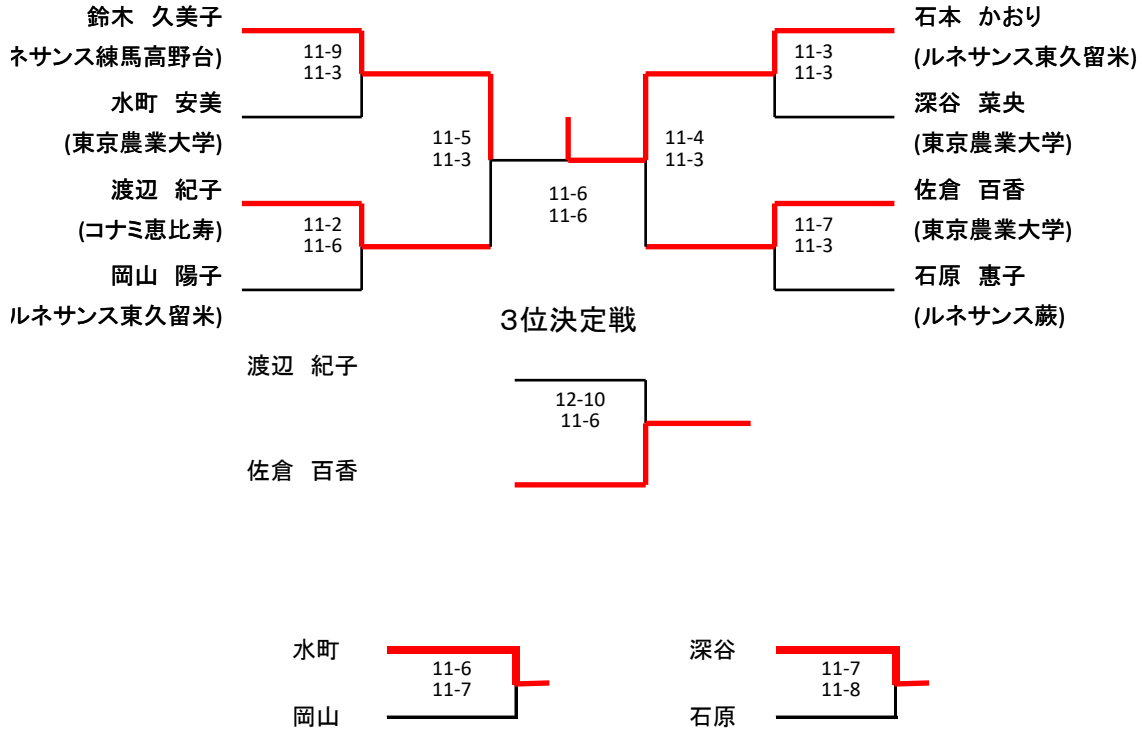 鈴木　久美子
ネサンス練馬高野台)
11-9
11-3
水町　安美
(東京農業大学)
11-5
11-3
渡辺　紀子
(コナミ恵比寿)
11-2
11-6
岡山　陽子
ルネサンス東久留米)
11-6
11-6
石本　かおり
(ルネサンス東久留米)
11-3
11-3
深谷　菜央
(東京農業大学)
11-4
11-3
佐倉　百香
(東京農業大学)
11-7
11-3
石原　惠子
(ルネサンス蕨)
３位決定戦
渡辺　紀子
12-10
11-6
佐倉　百香
水町
11-6
11-7
岡山
深谷
11-7
11-8
石原